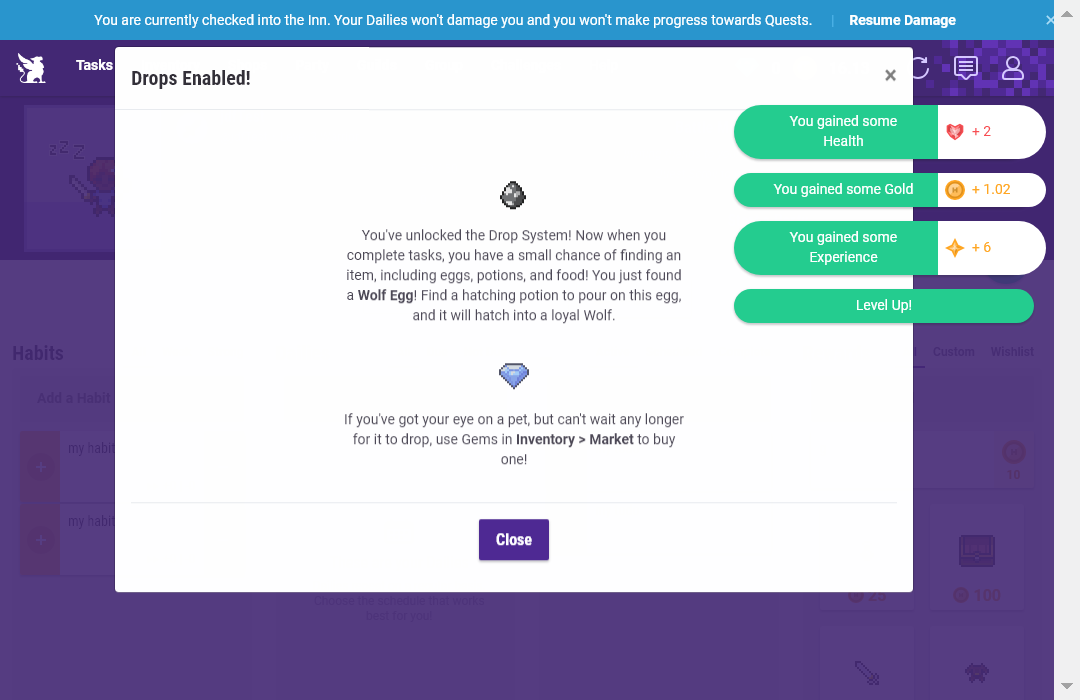 You are currently checked into the Inn. Your Dailies won't damage you and you won't make progress towards Quests.
Resume Damage
Tasks
Drops Enabled!
You gained some
Health
+ 2
You gained some Gold
+ 1.02
You gained some
Experience
+ 6
Level Up!
You've unlocked the Drop System! Now when you
complete tasks, you have a small chance of finding an
item, including eggs, potions, and food! You just found
a Wolf Egg! Find a hatching potion to pour on this egg,
and it will hatch into a loyal Wolf.
If you've got your eye on a pet, but can't wait any longer
for it to drop, use Gems in Inventory > Market to buy
one!
Close
Habits
Custom
Wishlist
Add a Habit
my habit
10
my habit
Choose the schedule that works
best for you!
25
100